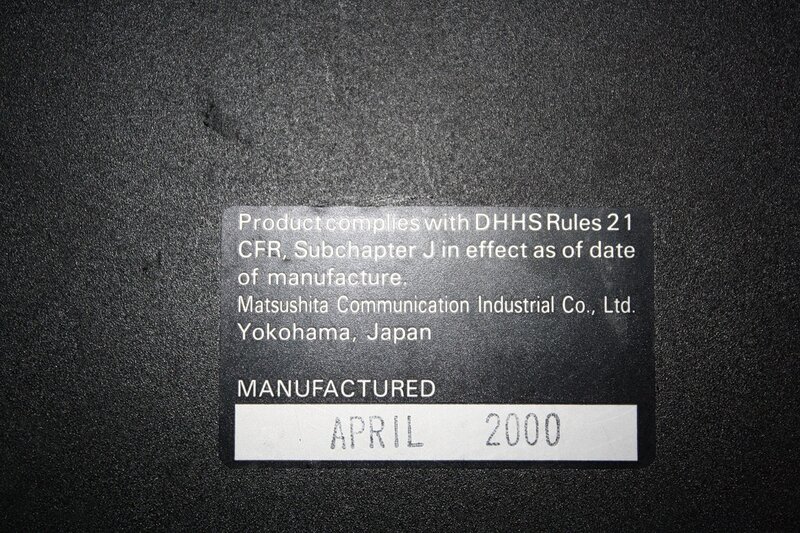 Product complies with DHHS Rules 21
CFR, Subchapter J in effect as of date
of manufacture.
Matsushita Communication Industrial Co., Ltd.
Yokohama, Japan
MANUFACTURED
APRIL 2000